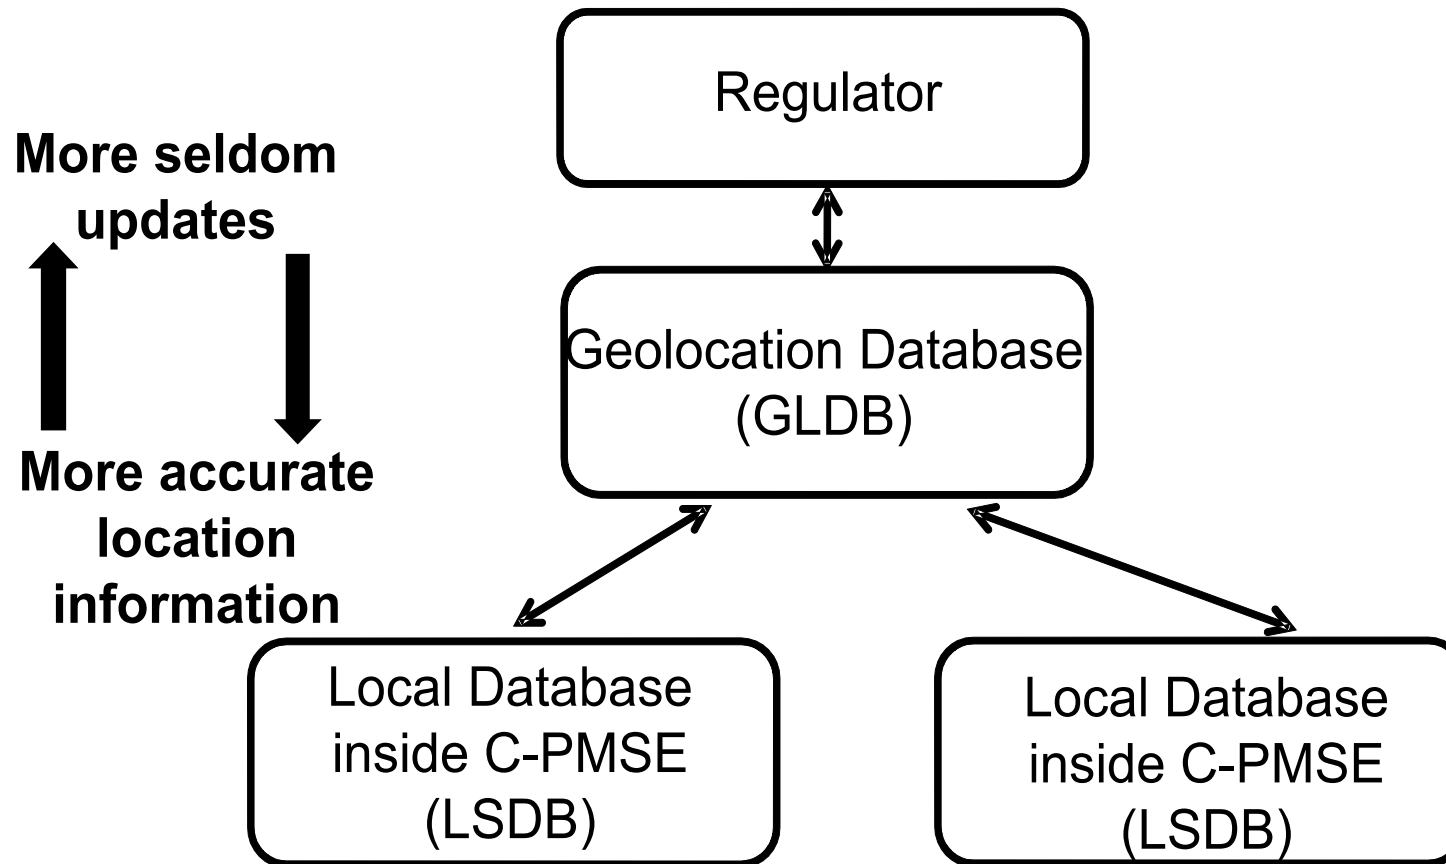 Regulator
More seldom
updates
Geolocation Database
(GLDB)
More accurate
location
information
Local Database
inside C-PMSE
(LSDB)
Local Database
inside C-PMSE
(LSDB)